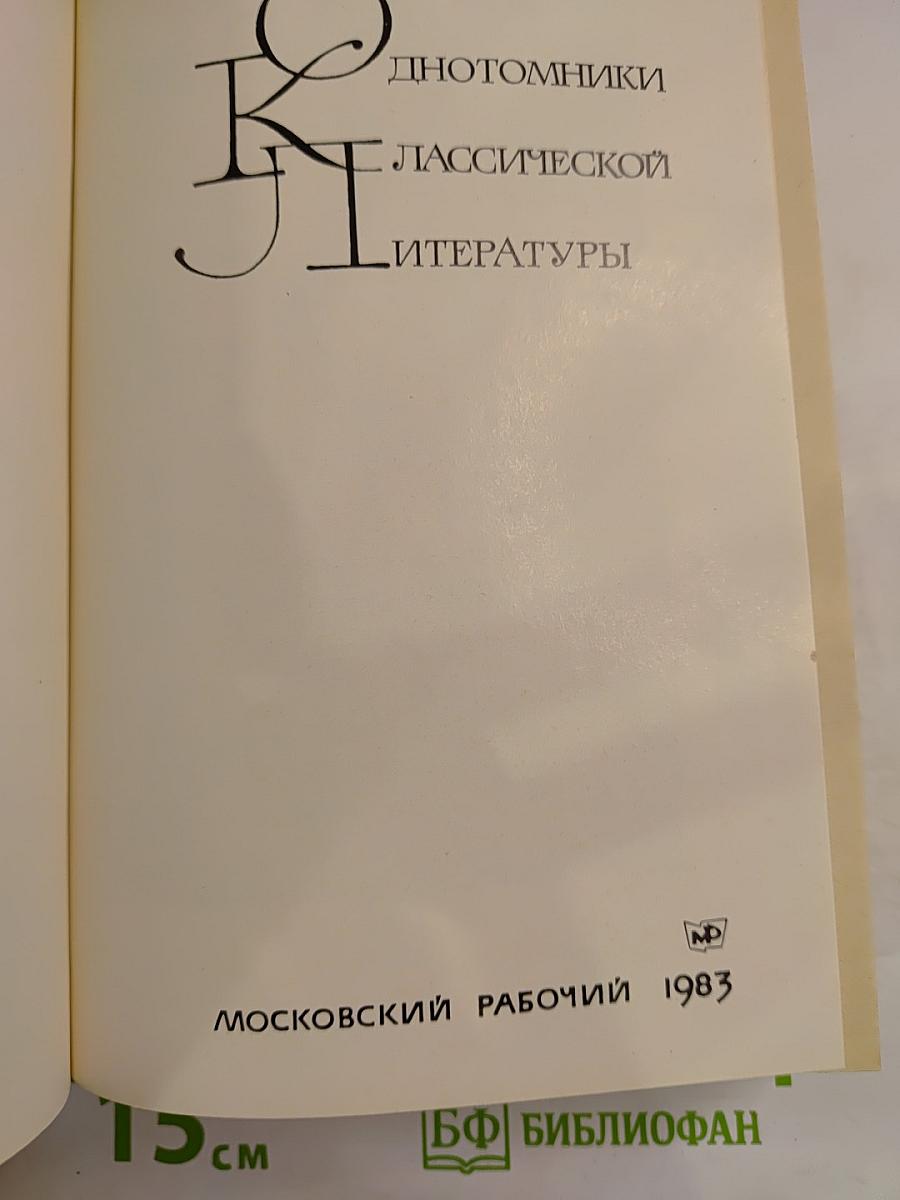 ОДНОТОМНИКИ
КЛАССИЧЕСКОЙ
ЛИТЕРАТУРЫ
МР
МОСКОВСКИЙ РАБОЧИЙ 1983
15 см
БФ БИБЛИОФАН